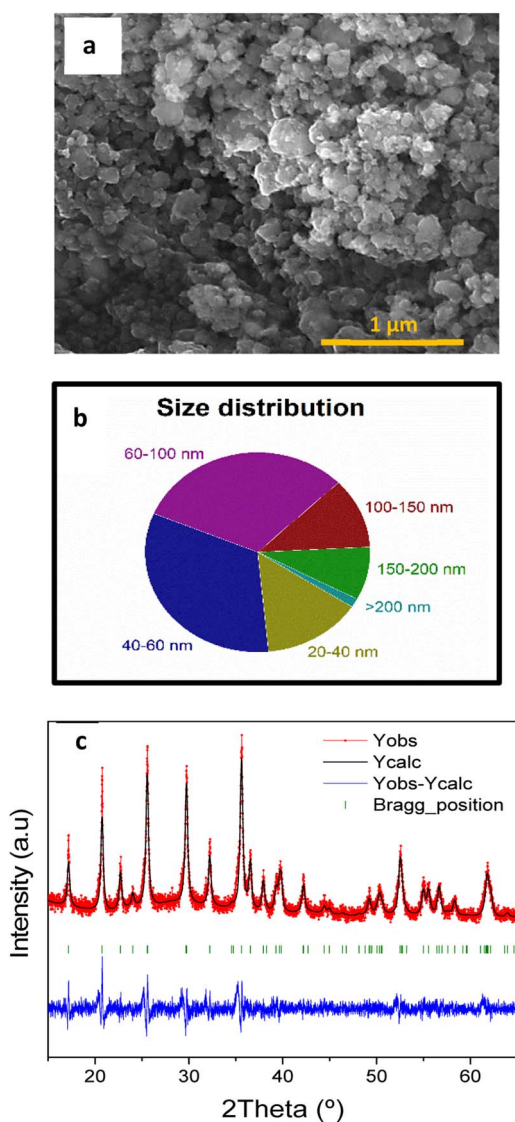 a
1 µm
b
Size distribution
60-100 nm
100-150 nm
150-200 nm
>200 nm
40-60 nm
20-40 nm
c
Yobs
Ycalc
Yobs-Ycalc
Bragg_position
Intensity (a.u)
20 30 40 50 60
2Theta (º)